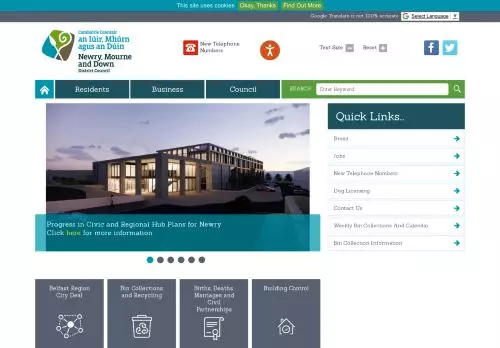 This site uses cookies Okay, Thanks Find Out More
Google Translate is not 100% accurate
Select Language
Comhairle Ceantair
an Iúir, Mhúrn
agus an Dúin
Newry, Mourne
and Down
District Council
New Telephone
Numbers
Text Size
Reset
Residents
Business
Council
SEARCH
Enter Keyword
Progress in Civic and Regional Hub Plans for Newry
Click here for more information
Quick Links..
Brexit
Jobs
New Telephone Numbers
Dog Licensing
Contact Us
Weekly Bin Collections And Calendar
Bin Collection Information
Belfast Region
City Deal
Bin Collections
and Recycling
Births, Deaths,
Marriages and
Civil
Partnerships
Building Control